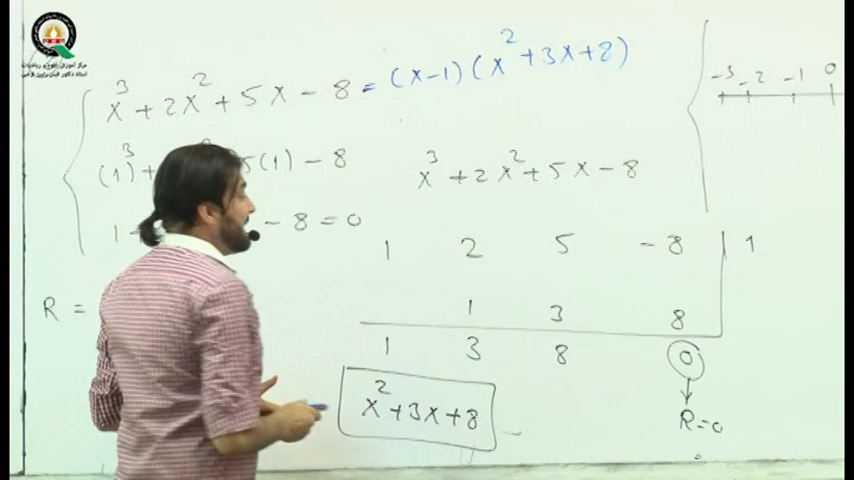 x³ + 2x² + 5x - 8 = (x-1)(x² + 3x + 8)
(1)³ + 5(1) - 8
x³ + 2x² + 5x - 8
1 - 8 = 0
1 2 5 -8 1
1 3 8
1 3 8 0
R =
x² + 3x + 8
R = 0
-3 -2 -1 0